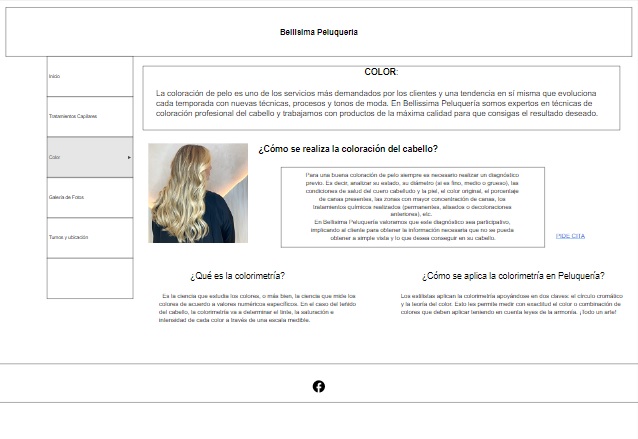 Bellisima Peluqueria
Inicio
Tratamientos Capilares
Color
Galeria de Fotos
Turnos y ubicación
COLOR:
La coloración de pelo es uno de los servicios más demandados por los clientes y una tendencia en sí misma que evoluciona
cada temporada con nuevas técnicas, procesos y tonos de moda. En Bellissima Peluquería somos expertos en técnicas de
coloración profesional del cabello y trabajamos con productos de la máxima calidad para que consigas el resultado deseado.
¿Cómo se realiza la coloración del cabello?
Para una buena coloración de pelo siempre es necesario realizar un diagnóstico
previo. Es decir, analizar su estado, su diámetro (si es fino, medio o grueso), las
condiciones de salud del cuero cabelludo y la piel, el color original, el porcentaje
de canas presentes, las zonas con mayor concentración de canas, los
tratamientos químicos realizados (permanentes, alisados o decoloraciones
anteriores), etc.
En Bellisima Peluquería valoramos que este diagnóstico sea participativo,
implicando al cliente para obtener la información necesaria que no se pueda
obtener a simple vista y lo que desea conseguir en su cabello.
PIDE CITA
¿Qué es la colorimetría?
Es la ciencia que estudia los colores, o más bien, la ciencia que mide los
colores de acuerdo a valores numéricos específicos. En el caso del teñido
del cabello, la colorimetría va a determinar el tinte, la saturación e
intensidad de cada color a través de una escala medible.
¿Cómo se aplica la colorimetría en Peluquería?
Los estilistas aplican la colorimetría apoyándose en dos claves: el círculo cromático
y la teoría del color. Esto les permite medir con exactitud el color o combinación de
colores que deben aplicar teniendo en cuenta leyes de la armonía. ¡Todo un arte!